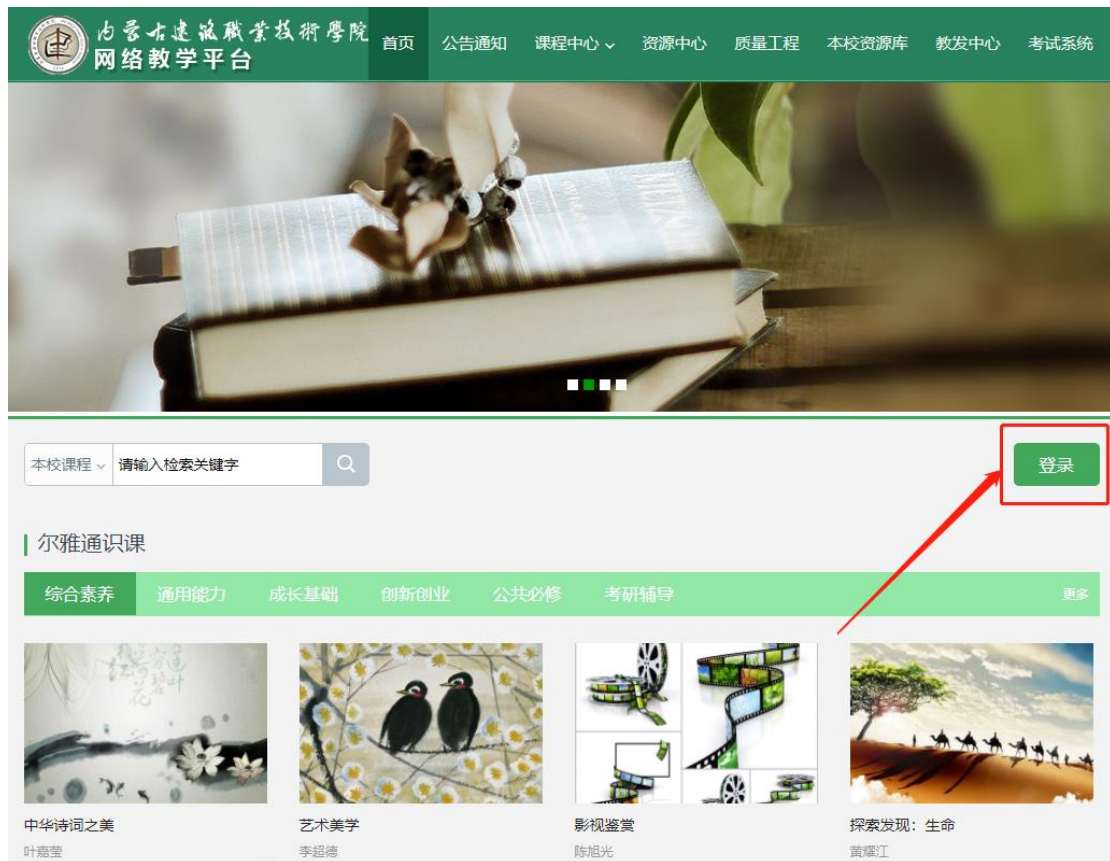 内蒙古建筑职业技術學院
网络教学平台
首页 公告通知 课程中心 资源中心 质量工程 本校资源库 教发中心 考试系统
NIETZSCHE
本校课程 请输入检索关键字
登录
尔雅通识课
综合素养 通用能力 成长基础 创新创业 公共必修 考研辅导 更多
中华诗词之美 艺术美学 影视鉴赏 探索发现：生命
叶嘉莹 李超德 陈旭光 黄耀江